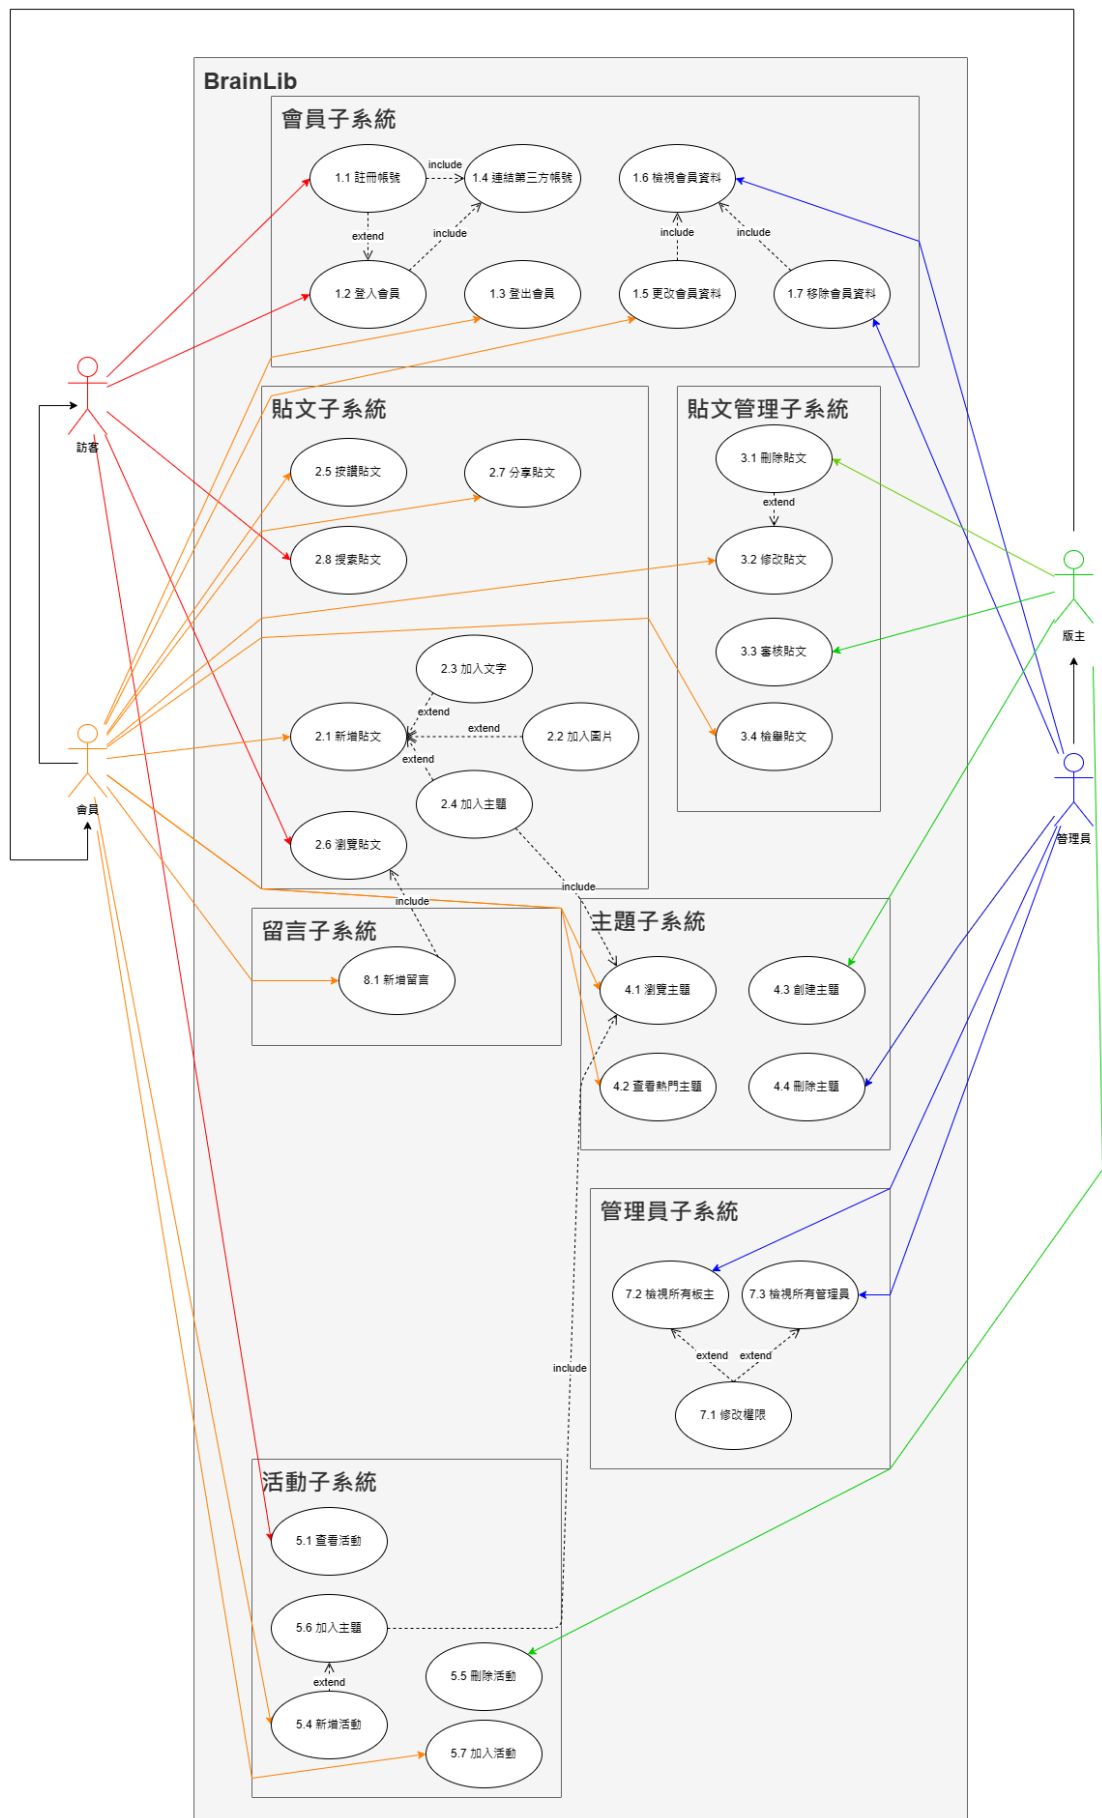 BrainLib
會員子系統
1.1 註冊帳號
include
1.4 連結第三方帳號
1.6 檢視會員資料
extend
include
include
include
1.2 登入會員
1.3 登出會員
1.5 更改會員資料
1.7 移除會員資料
訪客
貼文子系統
2.5 按讚貼文
2.7 分享貼文
2.8 搜索貼文
2.3 加入文字
extend
2.1 新增貼文
extend
2.2 加入圖片
extend
2.4 加入主題
2.6 瀏覽貼文
include
include
貼文管理子系統
3.1 刪除貼文
extend
3.2 修改貼文
3.3 審核貼文
3.4 檢舉貼文
版主
會員
管理員
留言子系統
8.1 新增留言
主題子系統
4.1 瀏覽主題
4.3 創建主題
4.2 查看熱門主題
4.4 刪除主題
管理員子系統
7.2 檢視所有板主
7.3 檢視所有管理員
extend
extend
7.1 修改權限
include
活動子系統
5.1 查看活動
5.6 加入主題
extend
5.5 刪除活動
5.4 新增活動
5.7 加入活動